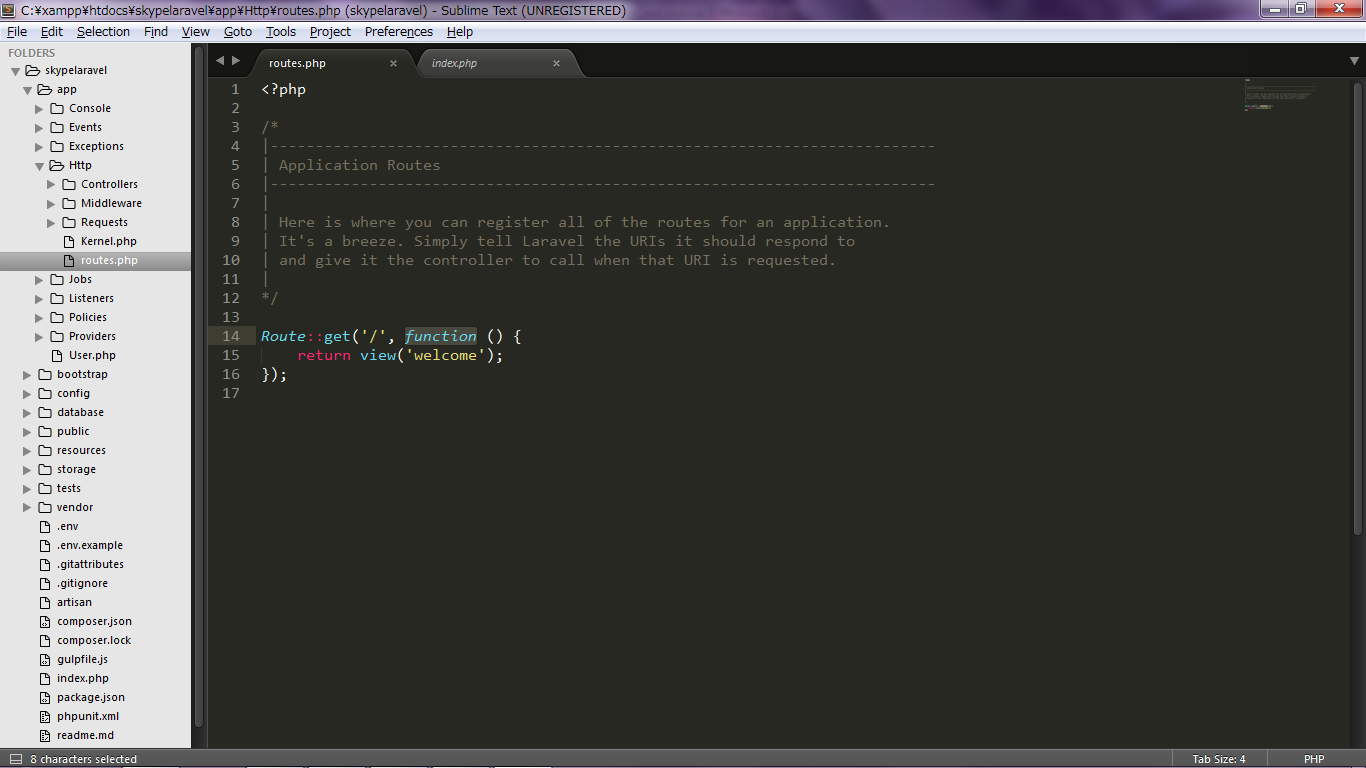 C:¥xampp¥htdocs¥skypelaravel¥app¥Http¥routes.php (skypelaravel) - Sublime Text (UNREGISTERED)
File Edit Selection Find View Goto Tools Project Preferences Help
FOLDERS
skypelaravel
app
Console
Events
Exceptions
Http
Controllers
Middleware
Requests
Kernel.php
routes.php
Jobs
Listeners
Policies
Providers
User.php
bootstrap
config
database
public
resources
storage
tests
vendor
.env
.env.example
.gitattributes
.gitignore
artisan
composer.json
composer.lock
gulpfile.js
index.php
package.json
phpunit.xml
readme.md
routes.php × index.php ×
1 <?php
2
3 /*
4 |--------------------------------------------------------------------------
5 | Application Routes
6 |--------------------------------------------------------------------------
7 |
8 | Here is where you can register all of the routes for an application.
9 | It's a breeze. Simply tell Laravel the URIs it should respond to
10 | and give it the controller to call when that URI is requested.
11 |
12 */
13
14 Route::get('/', function () {
15     return view('welcome');
16 });
17
8 characters selected Tab Size: 4 PHP